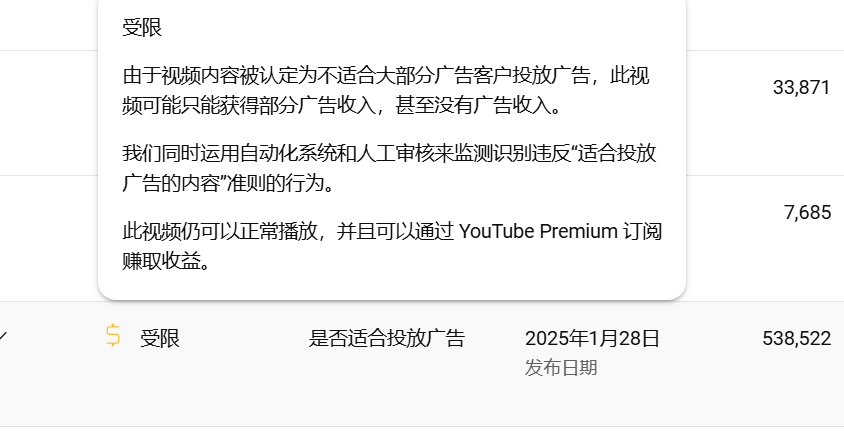 受限
由于视频内容被认定为不适合大部分广告客户投放广告，此视
频可能只能获得部分广告收入，甚至没有广告收入。
我们同时运用自动化系统和人工审核来监测识别违反“适合投放
广告的内容”准则的行为。
此视频仍可以正常播放，并且可以通过 YouTube Premium 订阅
赚取收益。
33,871
7,685
受限 是否适合投放广告 2025年1月28日 538,522
发布日期